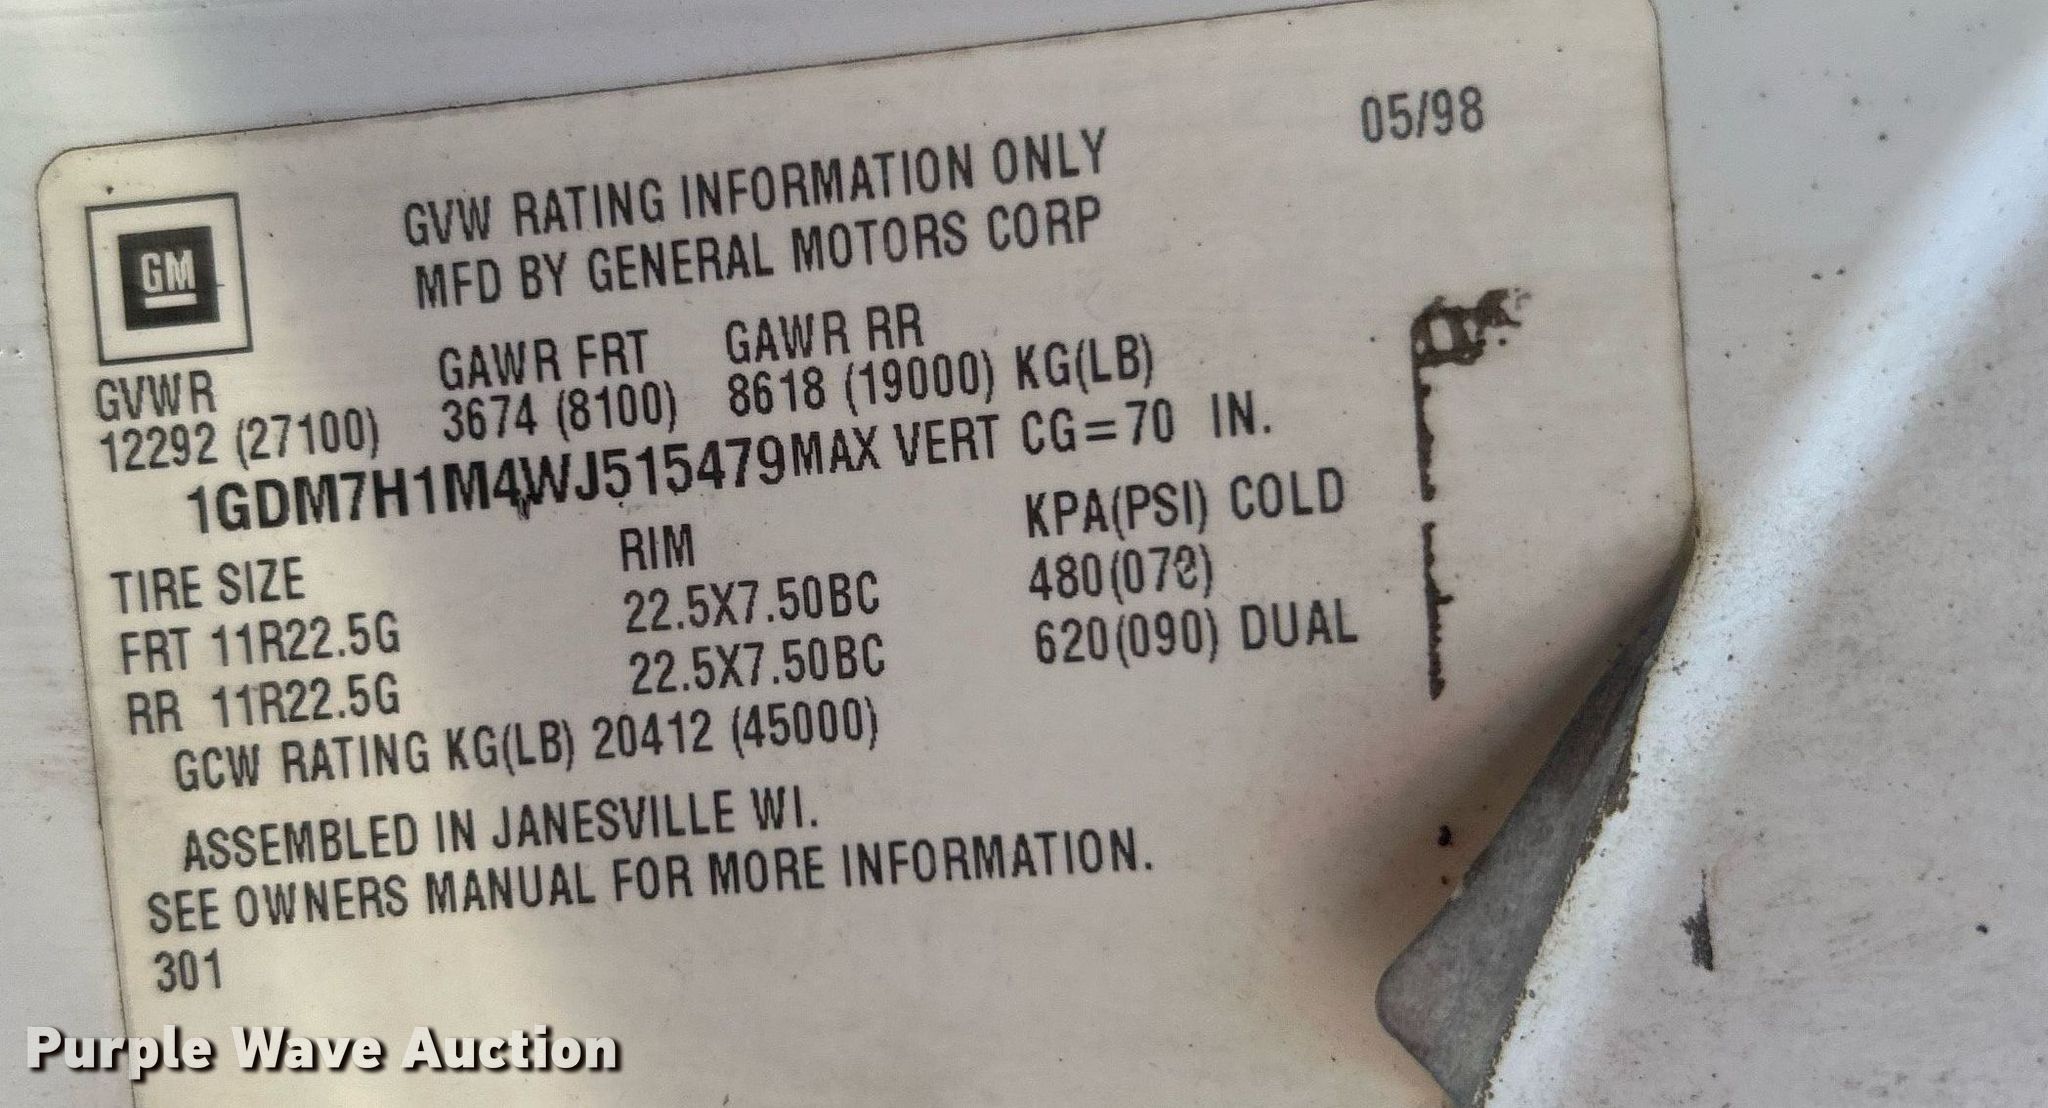 05/98
GM
GVW RATING INFORMATION ONLY
MFD BY GENERAL MOTORS CORP
GVWR GAWR FRT GAWR RR
12292 (27100) 3674 (8100) 8618 (19000) KG(LB)
1GDM7H1M4WJ515479 MAX VERT CG=70 IN.
TIRE SIZE RIM KPA(PSI) COLD
FRT 11R22.5G 22.5X7.50BC 480
RR 11R22.5G 22.5X7.50BC 620(090) DUAL
GCW RATING KG(LB) 20412 (45000)
ASSEMBLED IN JANESVILLE WI.
SEE OWNERS MANUAL FOR MORE INFORMATION.
301
Purple Wave Auction